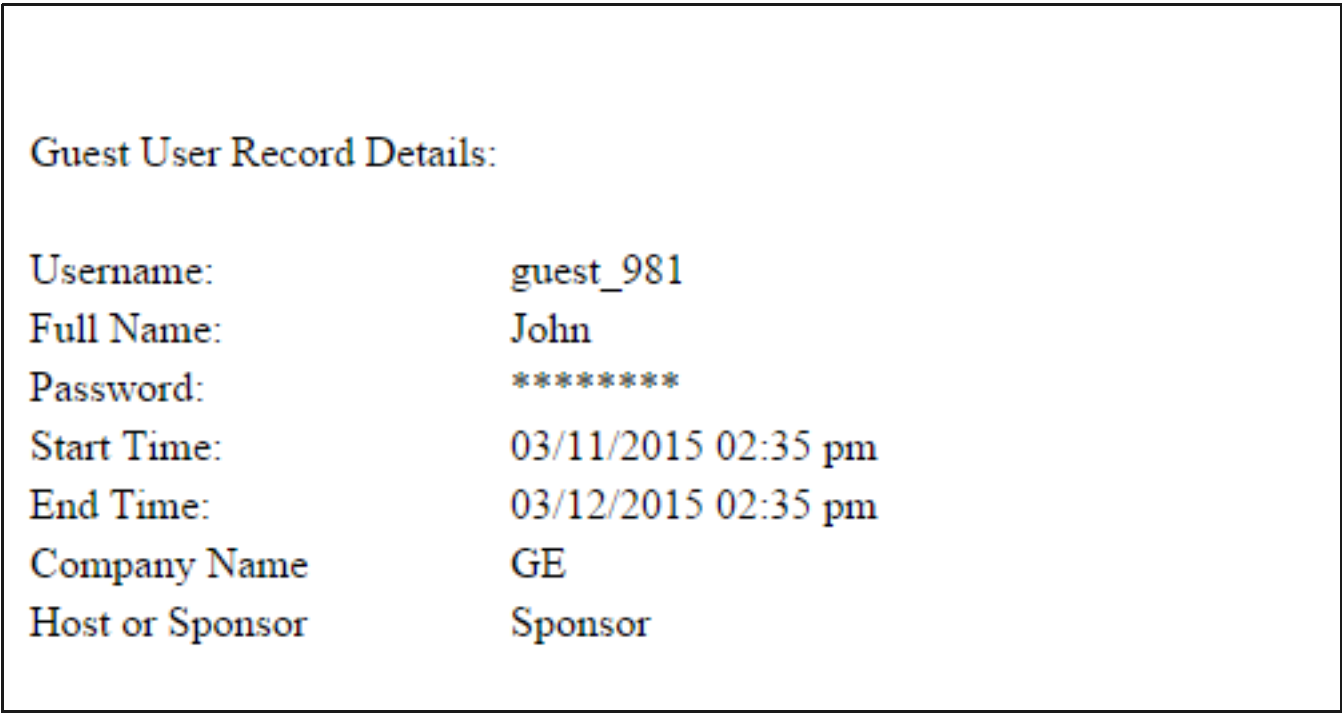 Guest User Record Details:
Username: guest_981
Full Name: John
Password: ********
Start Time: 03/11/2015 02:35 pm
End Time: 03/12/2015 02:35 pm
Company Name GE
Host or Sponsor Sponsor